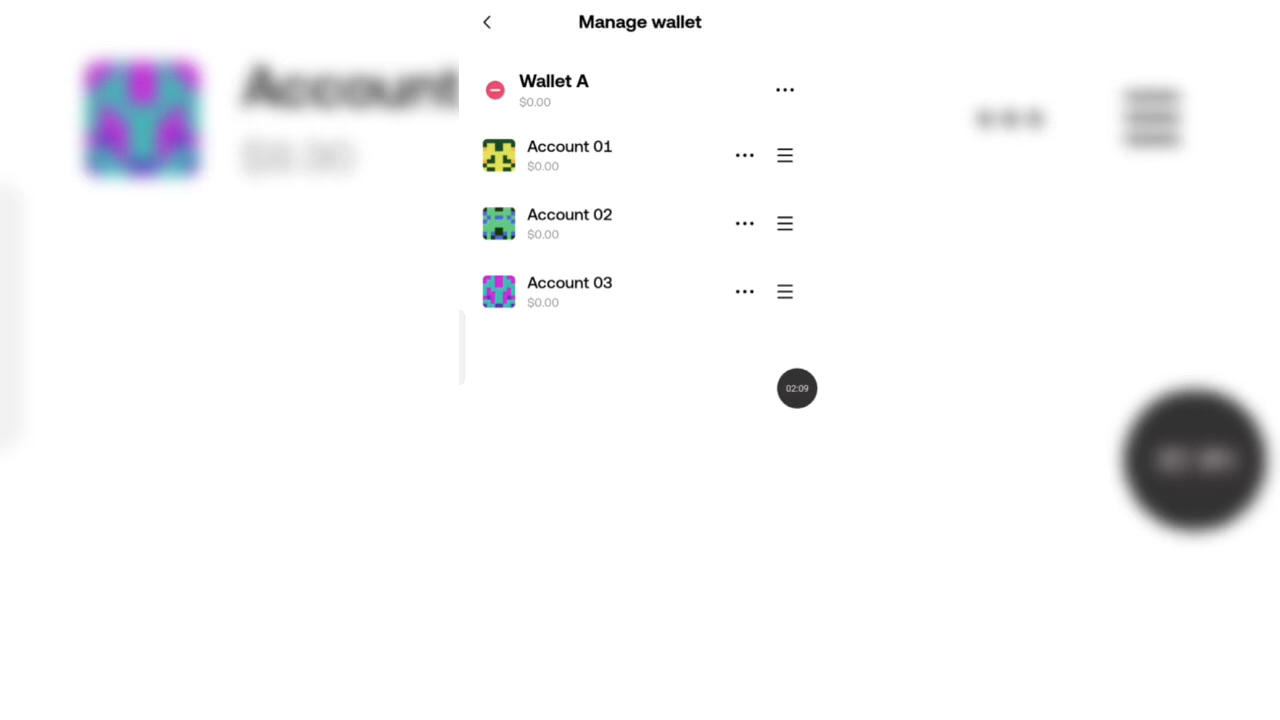 Manage wallet
Wallet A
$0.00
Account 01
$0.00
Account 02
$0.00
Account 03
$0.00
02:09
Account